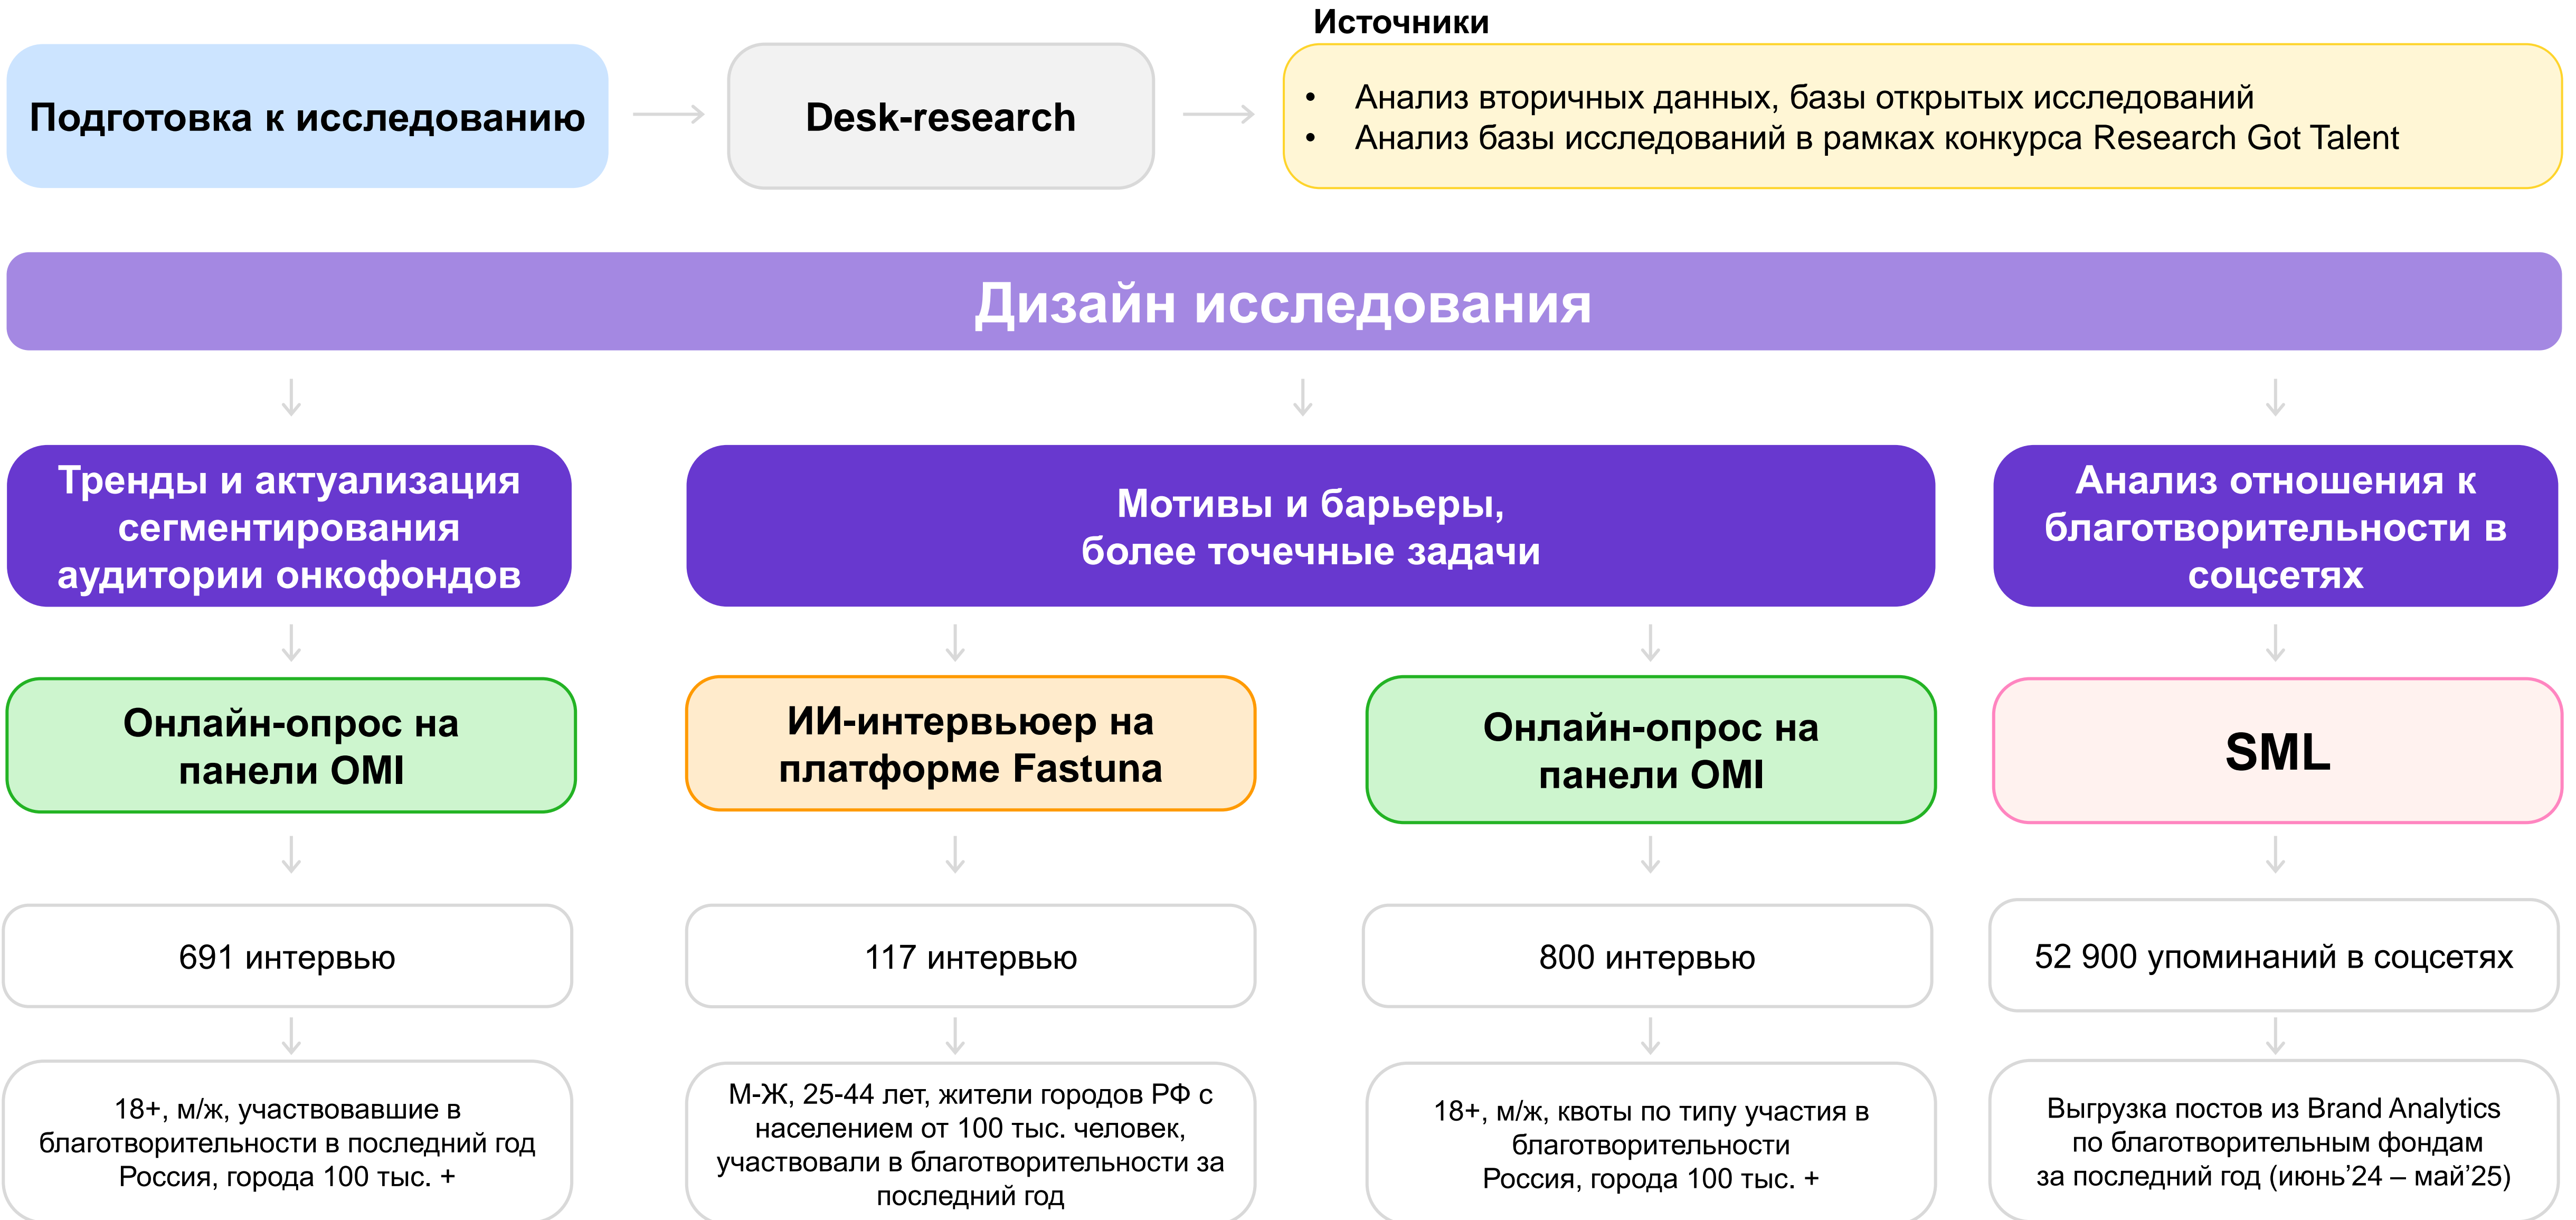 Источники
Подготовка к исследованию
Desk-research
• Анализ вторичных данных, базы открытых исследований
• Анализ базы исследований в рамках конкурса Research Got Talent
Дизайн исследования
Тренды и актуализация
сегментирования
аудитории онкофондов
Мотивы и барьеры,
более точечные задачи
Анализ отношения к
благотворительности в
соцсетях
Онлайн-опрос на
панели OMI
ИИ-интервьюер на
платформе Fastuna
Онлайн-опрос на
панели OMI
SML
691 интервью
117 интервью
800 интервью
52 900 упоминаний в соцсетях
18+, м/ж, участвовавшие в
благотворительности в последний год
Россия, города 100 тыс. +
М-Ж, 25-44 лет, жители городов РФ с
населением от 100 тыс. человек,
участвовали в благотворительности за
последний год
18+, м/ж, квоты по типу участия в
благотворительности
Россия, города 100 тыс. +
Выгрузка постов из Brand Analytics
по благотворительным фондам
за последний год (июнь’24 – май’25)